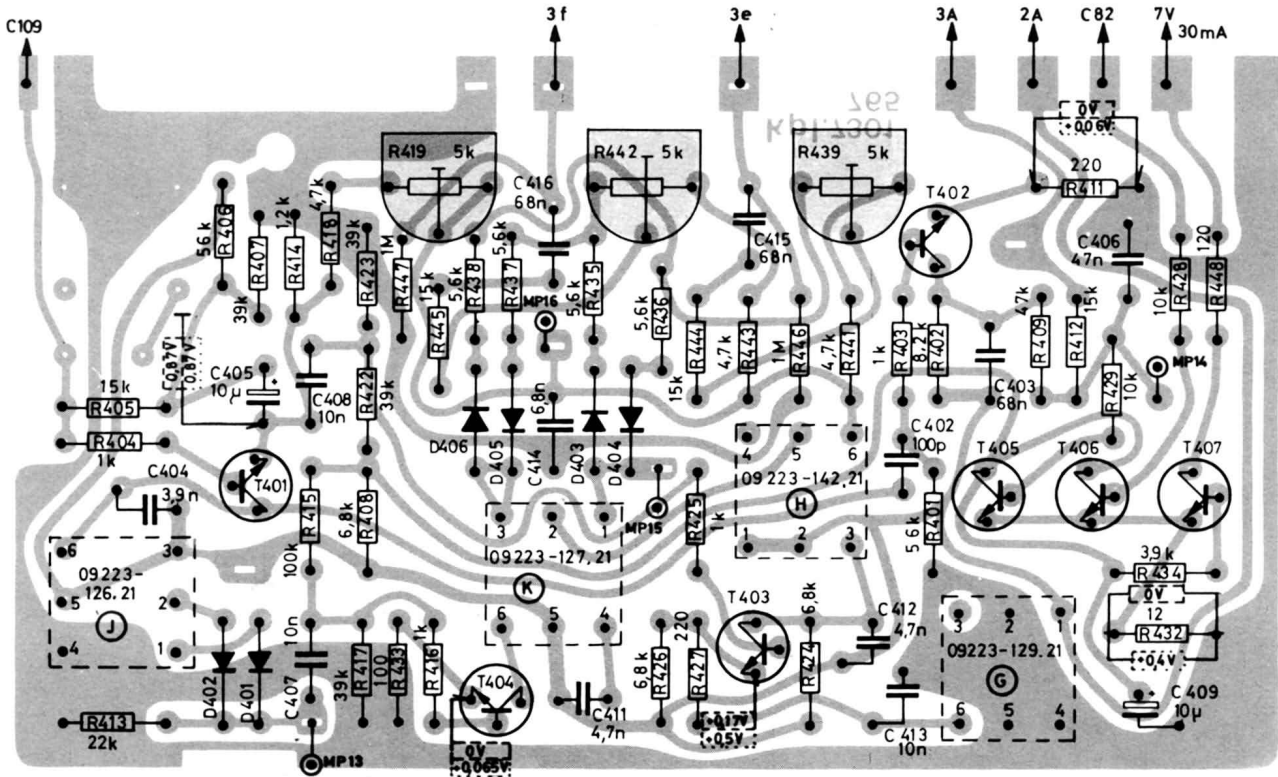 C109
3f
3e
3A
2A
C82
7V
30mA
765
kpl.7301
0V
+0,06V
R419 5k
R442 5k
R439 5k
220
R411
C416
68n
T402
4,7k
R418
1,2k
R414
R406
56k
R407
39k
39k
R423
1M
R447
15k
R445
5,6k
R438
5,6k
R437
5,6k
R435
MP16
5,6k
R436
C415
68n
C406
47n
10k
R428
120
R448
15k
R444
4,7k
R443
1M
R446
4,7k
R441
1k
R403
8,2k
R402
C403
68n
47k
R409
15k
R412
R429
10k
MP14
0,87V
0,87V
C405
10µ
C408
10n
R422
39k
15k
R405
R404
1k
D406
D405
6,8n
C414
D403
D404
C402
100p
T405
T406
T407
C404
3,9n
T401
R415
100k
6,8k
R408
MP15
R425
1k
4 5 6
09223-142.21
H
1 2 3
R401
56k
6 3
09223-
126.21
5 2
J
4 1
3 2 1
09223-127.21
K
6 5 4
3,9k
R434
0V
12
R432
+0,4V
T403
3 2 1
09223-129.21
G
6 5 4
D402
D401
10n
C407
39k
R417
100
R433
1k
R416
T404
C411
4,7n
6,8k
R426
220
R427
+0,17V
+0,5V
6,8k
R424
C412
4,7n
C413
10n
C409
10µ
R413
22k
MP13
0V
+0,065V